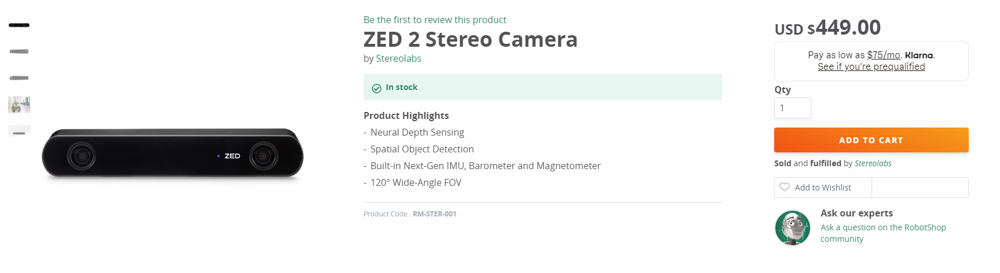 ZED
Be the first to review this product
ZED 2 Stereo Camera
by Stereolabs
In stock
Product Highlights
- Neural Depth Sensing
- Spatial Object Detection
- Built-in Next-Gen IMU, Barometer and Magnetometer
- 120° Wide-Angle FOV
Product Code : RM-STER-001
USD $449.00
Pay as low as $75/mo. Klarna.
See if you're prequalified
Qty
1
ADD TO CART
Sold and fulfilled by Stereolabs
Add to Wishlist
Ask our experts
Ask a question on the RobotShop
community